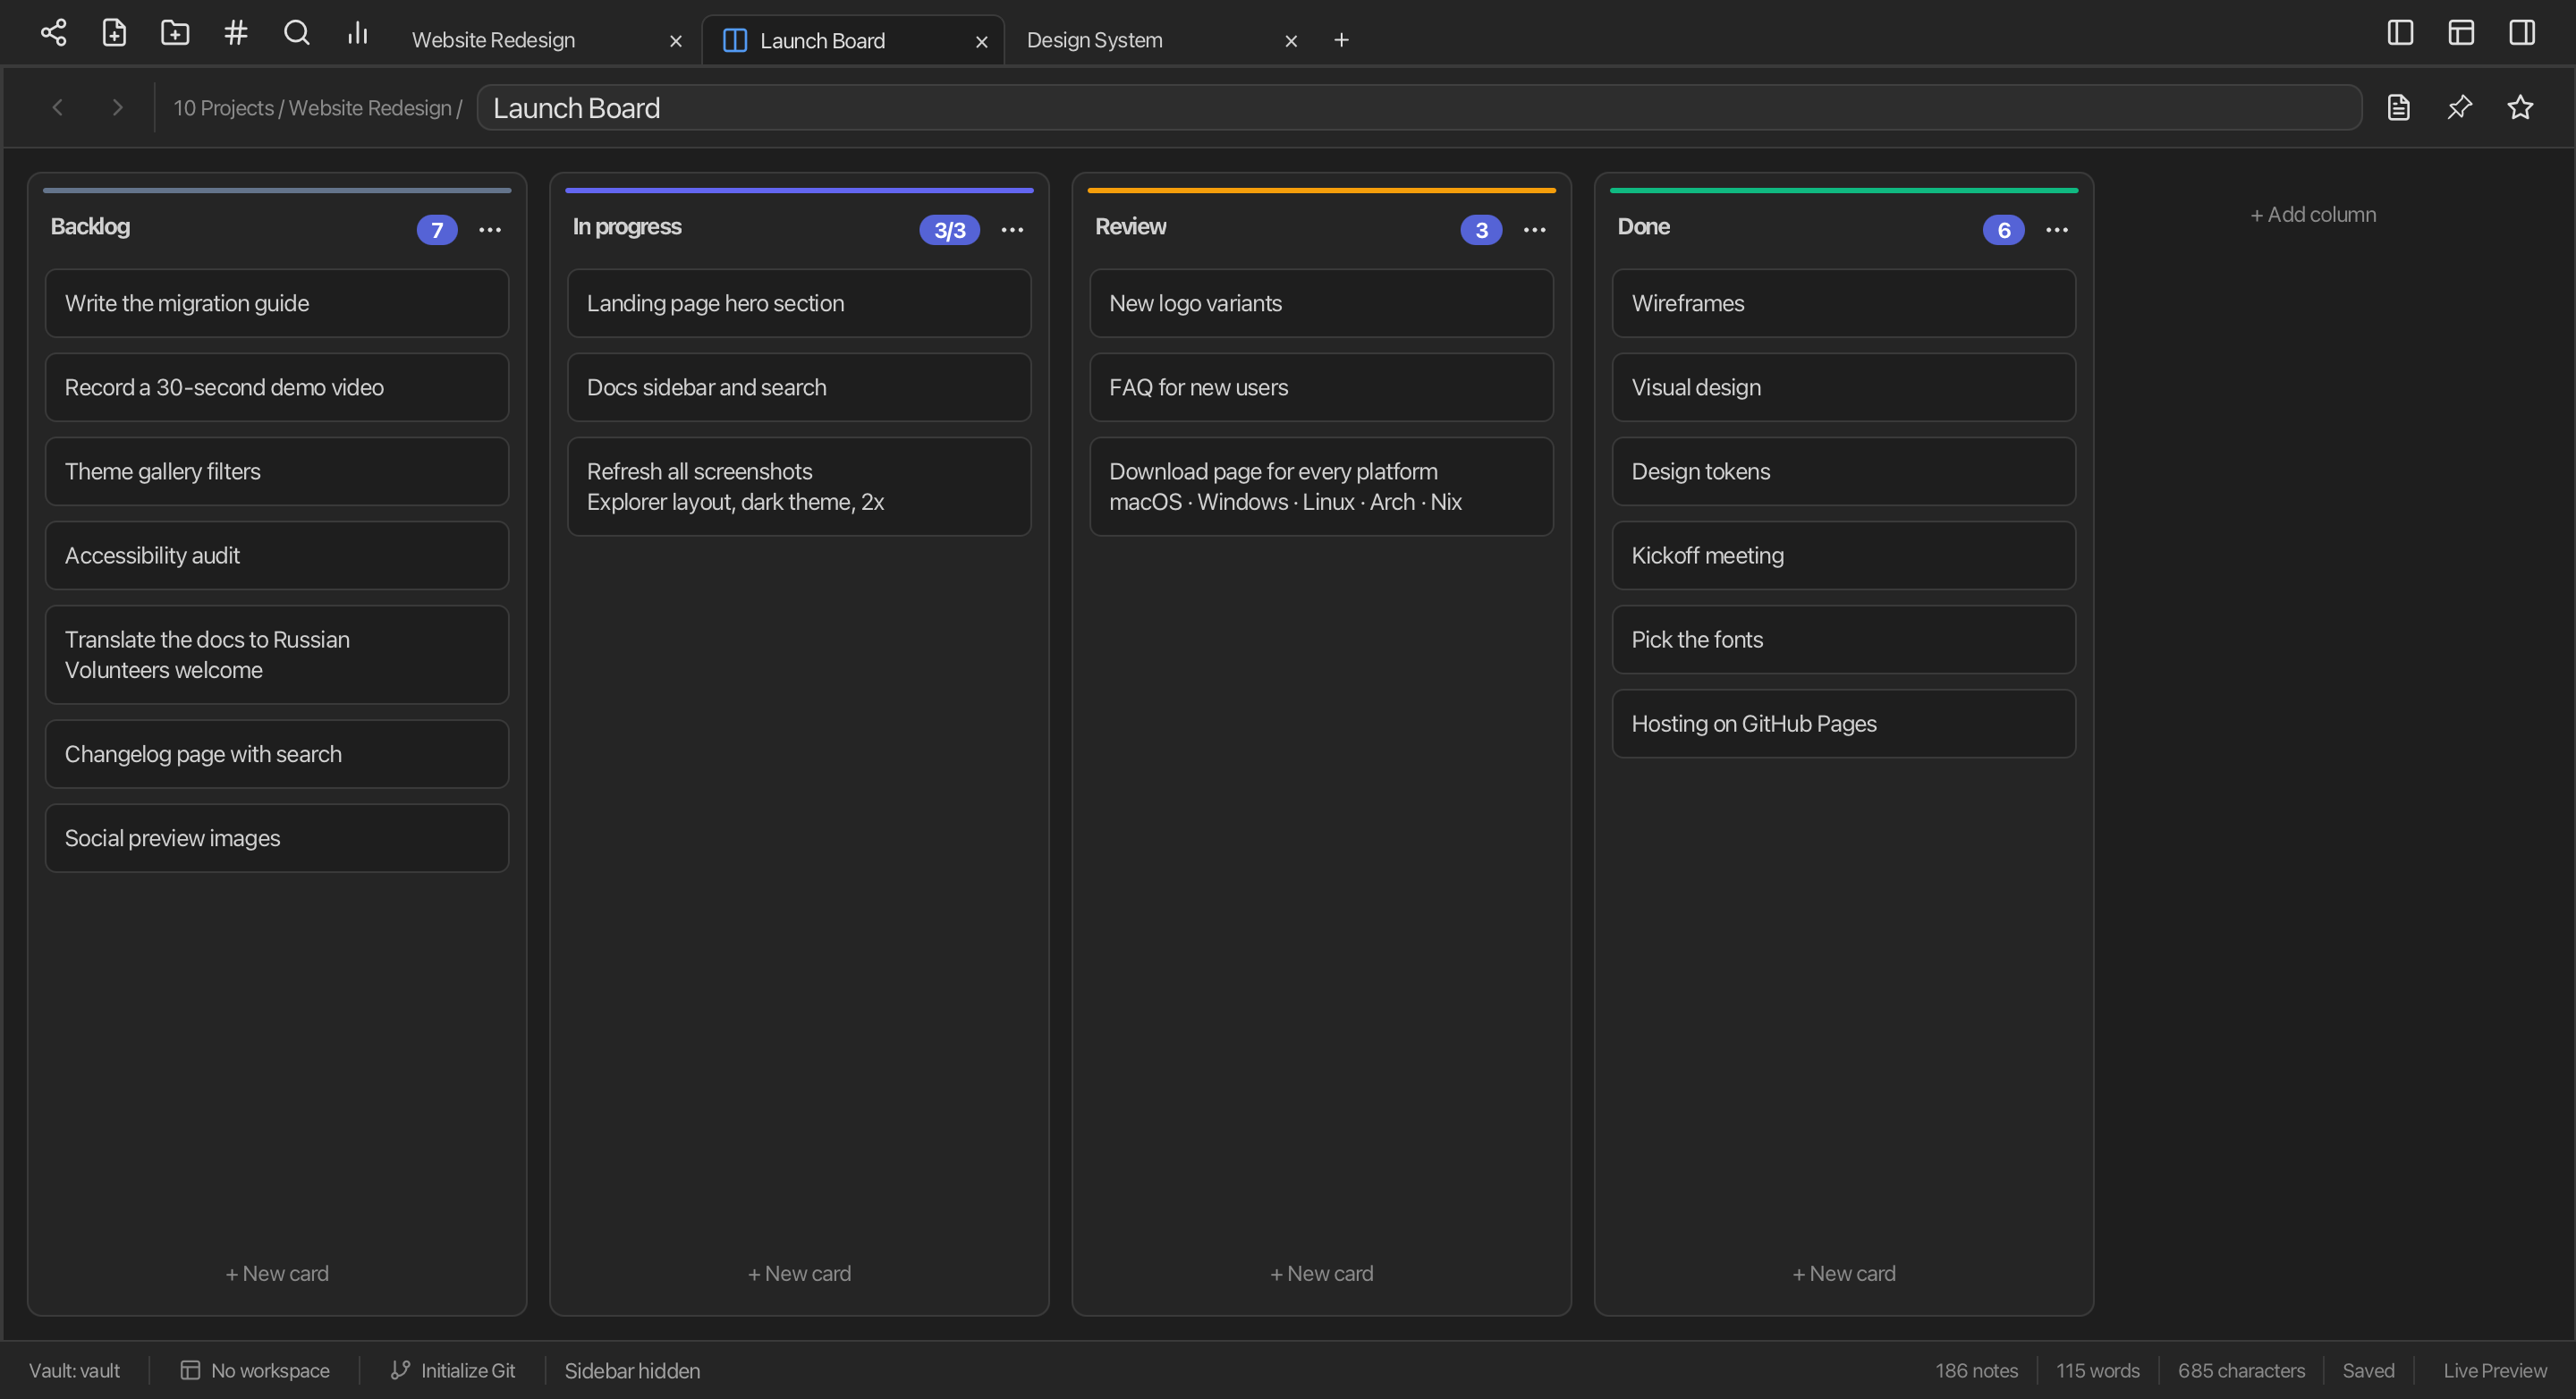 Website Redesign
Launch Board
Design System
10 Projects / Website Redesign /
Launch Board
Backlog
7
Write the migration guide
Record a 30-second demo video
Theme gallery filters
Accessibility audit
Translate the docs to Russian
Volunteers welcome
Changelog page with search
Social preview images
+ New card
In progress
3/3
Landing page hero section
Docs sidebar and search
Refresh all screenshots
Explorer layout, dark theme, 2x
+ New card
Review
3
New logo variants
FAQ for new users
Download page for every platform
macOS · Windows · Linux · Arch · Nix
+ New card
Done
6
Wireframes
Visual design
Design tokens
Kickoff meeting
Pick the fonts
Hosting on GitHub Pages
+ New card
+ Add column
Vault: vault
No workspace
Initialize Git
Sidebar hidden
186 notes
115 words
685 characters
Saved
Live Preview